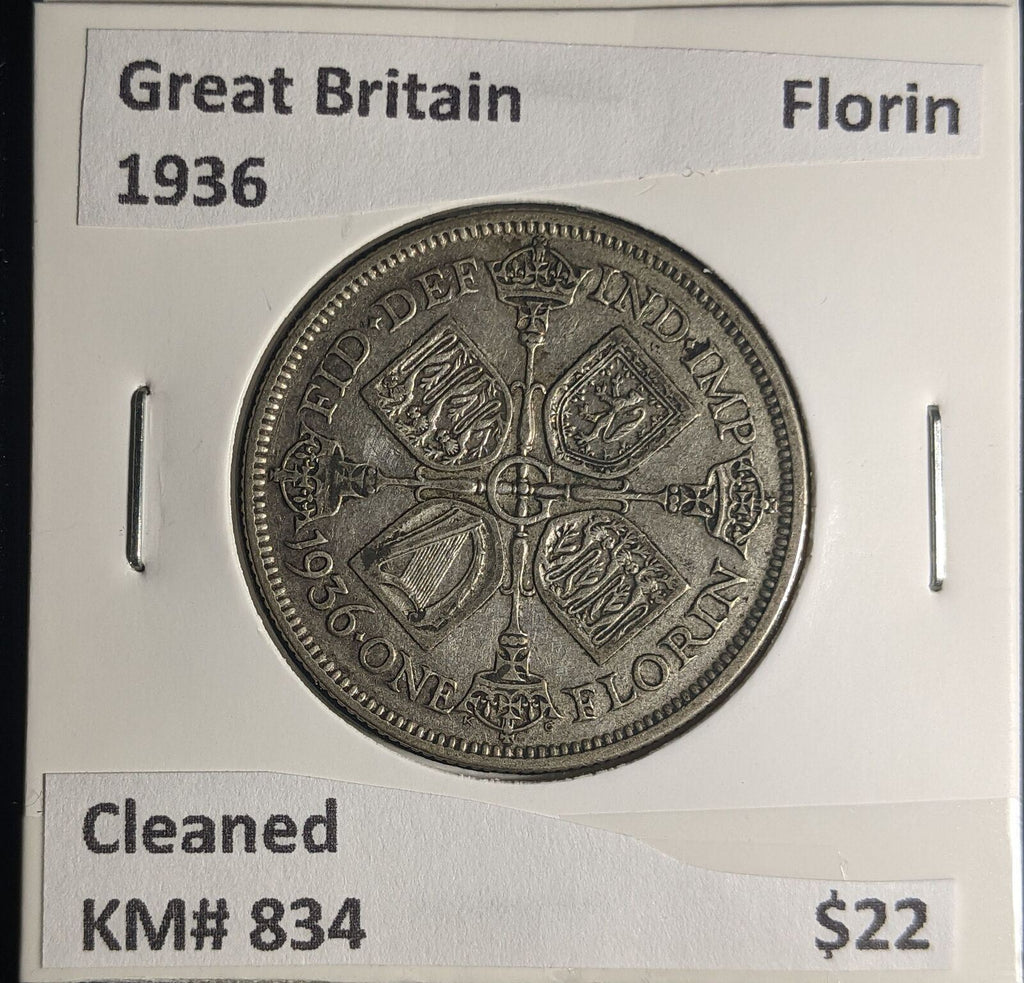 Great Britain Florin
1936
FID·DEF IND·IMP
1936·ONE FLORIN
K G
G
Cleaned
KM# 834 $22